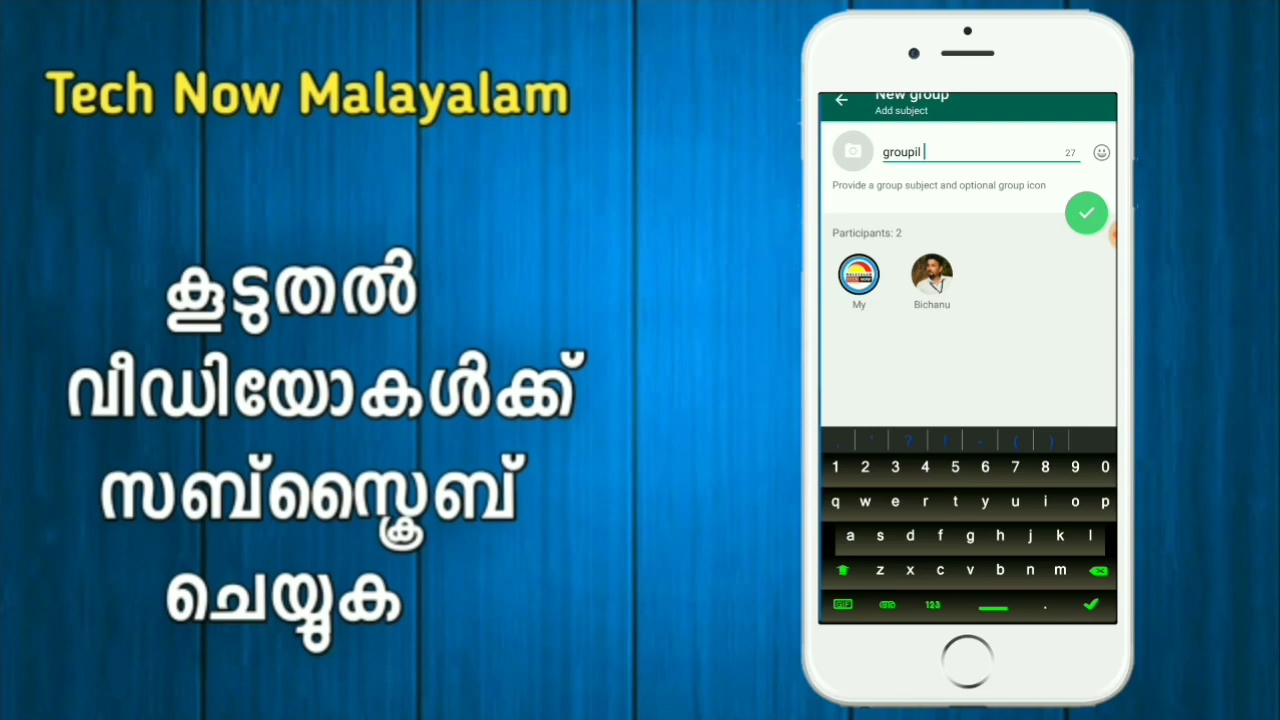 Tech Now Malayalam
കൂടുതൽ
വീഡിയോകൾക്ക്
സബ്സ്ക്രൈബ്
ചെയ്യുക
New group
Add subject
groupil 27
Provide a group subject and optional group icon
Participants: 2
My Bichanu
. ' ? ! - ( )
1 2 3 4 5 6 7 8 9 0
q w e r t y u i o p
a s d f g h j k l
z x c v b n m
GIF 123 .